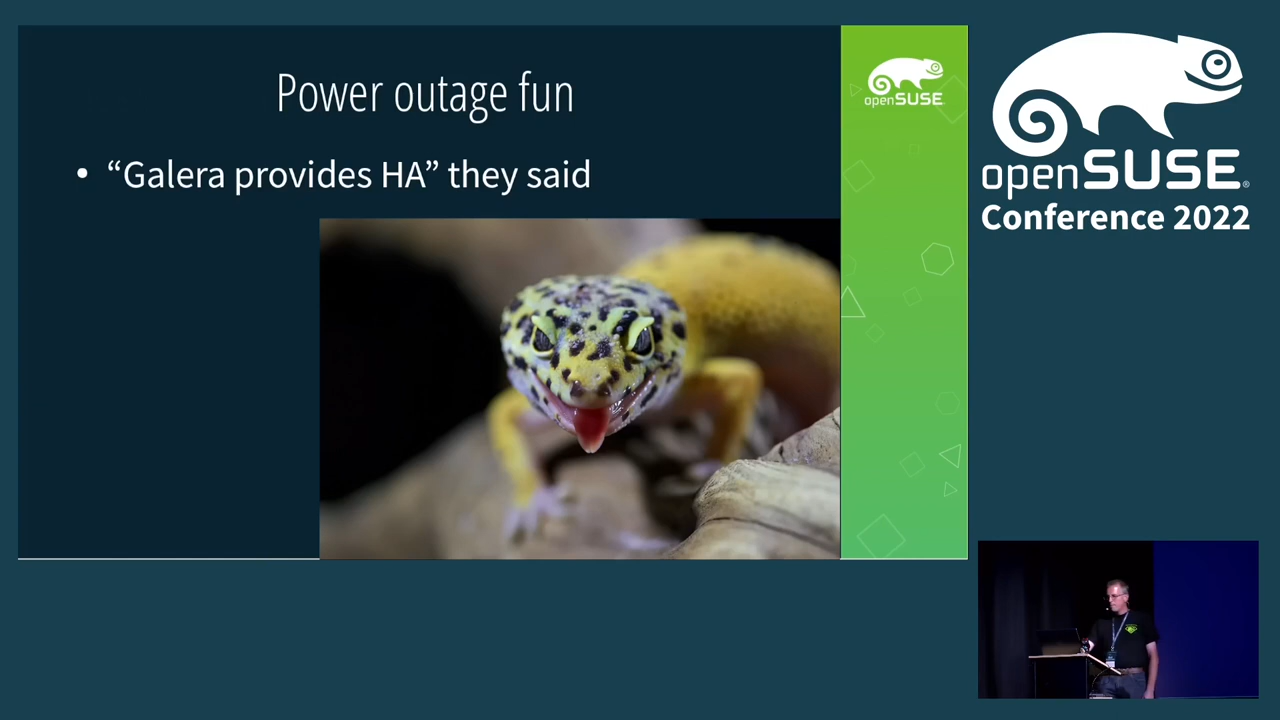 Power outage fun
• “Galera provides HA” they said
openSUSE
openSUSE®
Conference 2022